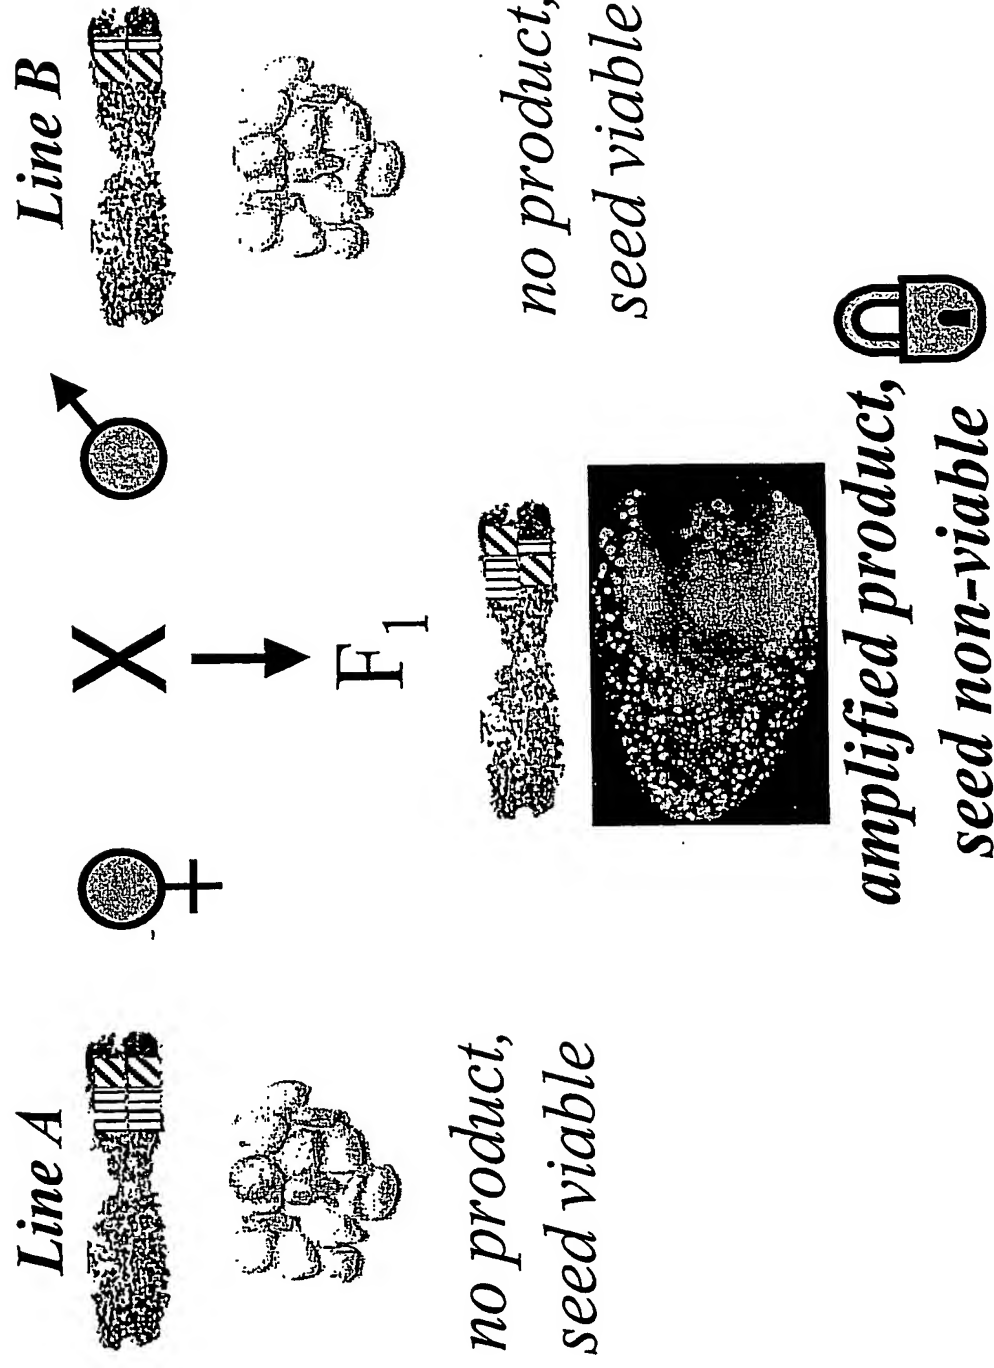 Line A
Line B
X
F1
no product,
seed viable
no product,
seed viable
amplified product,
seed non-viable